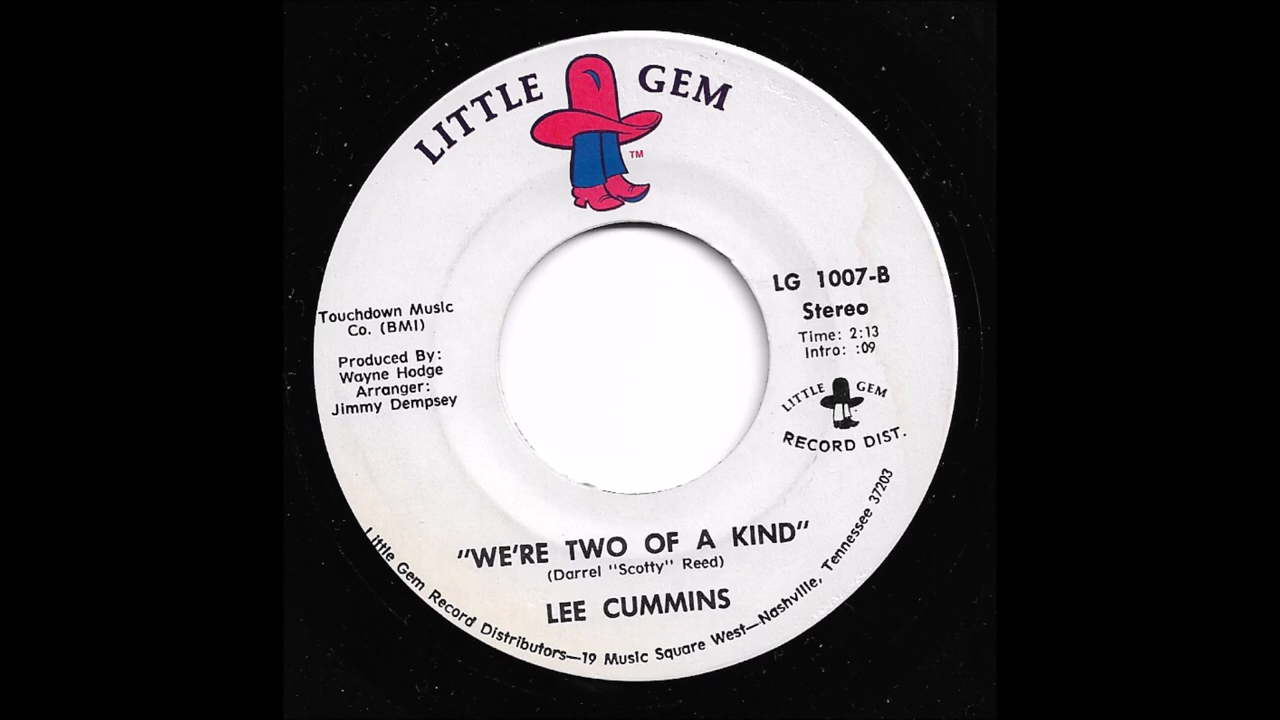 LITTLE GEM
TM
LG 1007-B
Stereo
Time: 2:13
Intro: :09
LITTLE GEM
RECORD DIST.
Touchdown Music
Co. (BMI)
Produced By:
Wayne Hodge
Arranger:
Jimmy Dempsey
"WE'RE TWO OF A KIND"
(Darrel "Scotty" Reed)
LEE CUMMINS
Little Gem Record Distributors—19 Music Square West—Nashville, Tennessee 37203